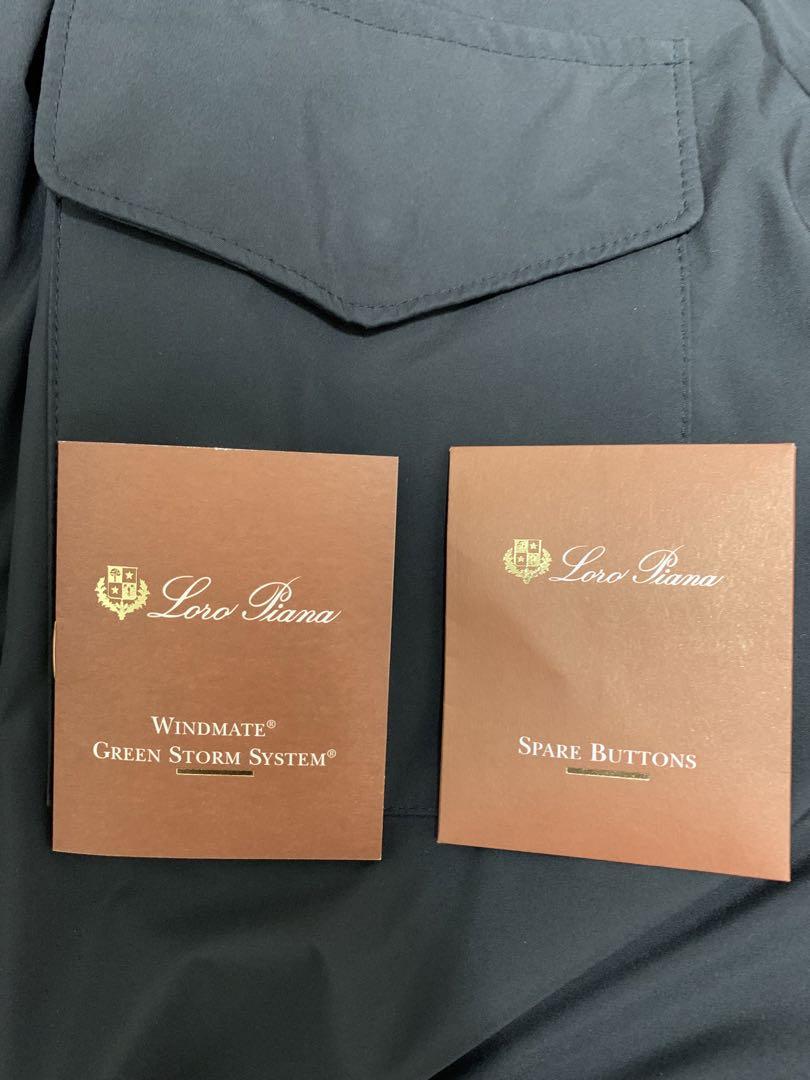 Loro Piana
WINDMATE®
GREEN STORM SYSTEM®
Loro Piana
SPARE BUTTONS